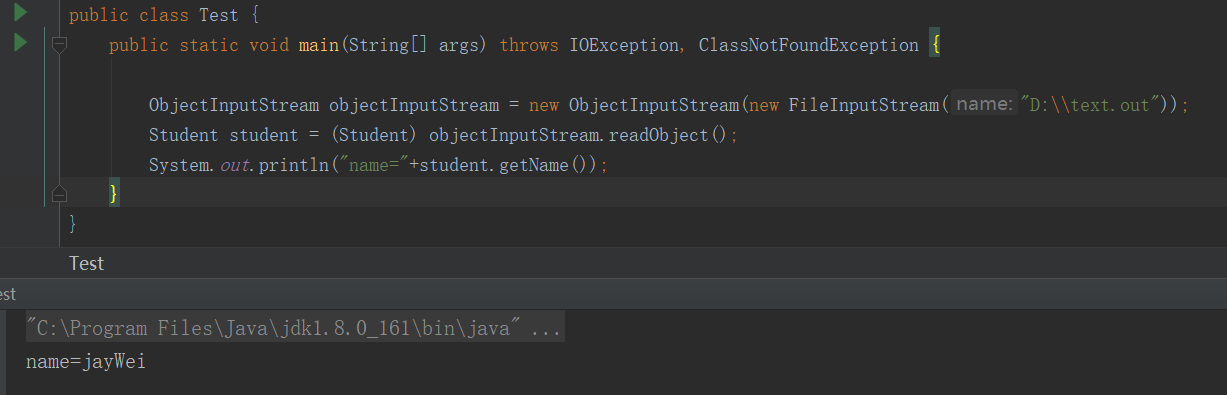 public class Test {
public static void main(String[] args) throws IOException, ClassNotFoundException {
ObjectInputStream objectInputStream = new ObjectInputStream(new FileInputStream( name: "D:\\text.out"));
Student student = (Student) objectInputStream.readObject();
System.out.println("name="+student.getName());
}
}
Test
est
"C:\Program Files\Java\jdk1.8.0_161\bin\java" ...
name=jayWei